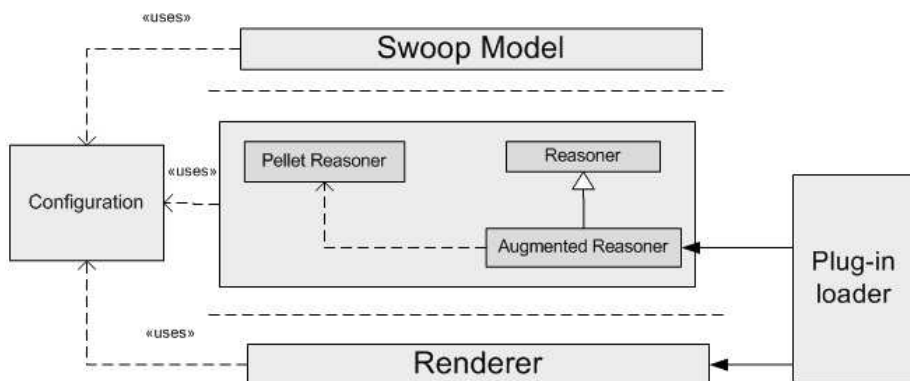 «uses»
Swoop Model
Pellet Reasoner
Reasoner
«uses»
Configuration
Augmented Reasoner
Plug-in
loader
«uses»
Renderer